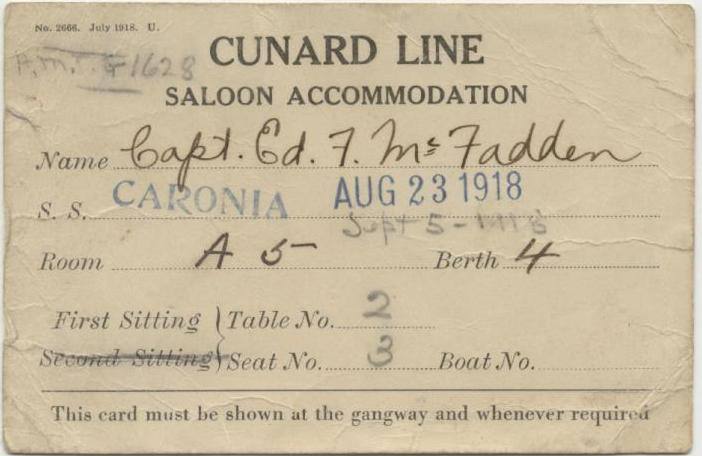 No. 2666. July 1918. U.
CUNARD LINE
1628
SALOON ACCOMMODATION
Name Capt. Ed. F. McFadden
S. S. CARONIA AUG 23 1918
Sept 5 -
Room A 5 Berth 4
First Sitting } Table No. 2
Second Sitting } Seat No. 3 Boat No.
This card must be shown at the gangway and whenever required